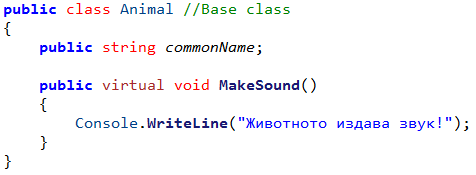 public class Animal //Base class
{
public string commonName;
public virtual void MakeSound()
{
Console.WriteLine("Животното издава звук!");
}
}